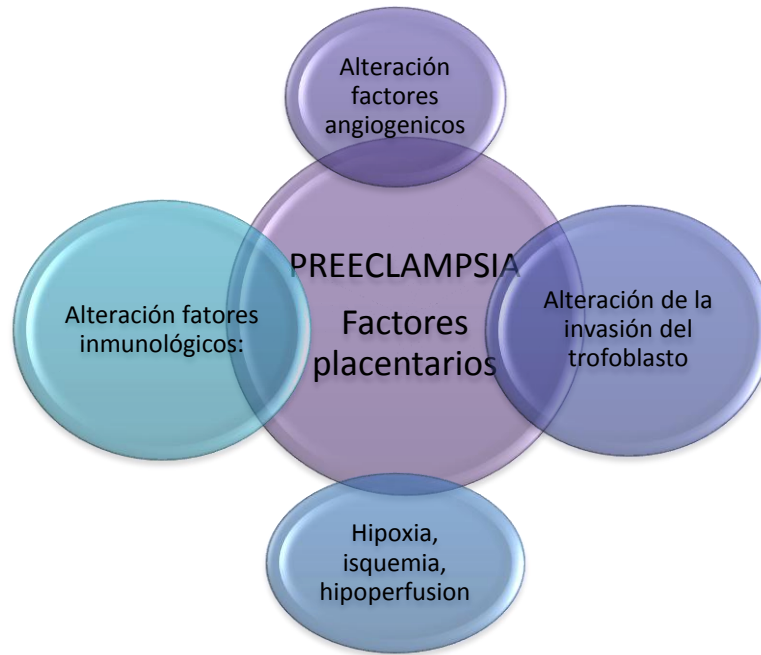 Alteración
factores
angiogenicos
PREECLAMPSIA
Factores
placentarios
Alteración fatores
inmunológicos:
Alteración de la
invasión del
trofoblasto
Hipoxia,
isquemia,
hipoperfusion